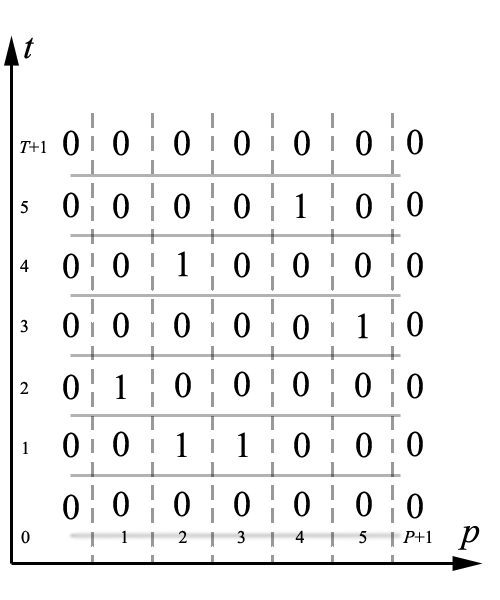 t
T+1 0 0 0 0 0 0 0
5 0 0 0 0 1 0 0
4 0 0 1 0 0 0 0
3 0 0 0 0 0 1 0
2 0 1 0 0 0 0 0
1 0 0 1 1 0 0 0
0 0 0 0 0 0 0
0 1 2 3 4 5 P+1 p